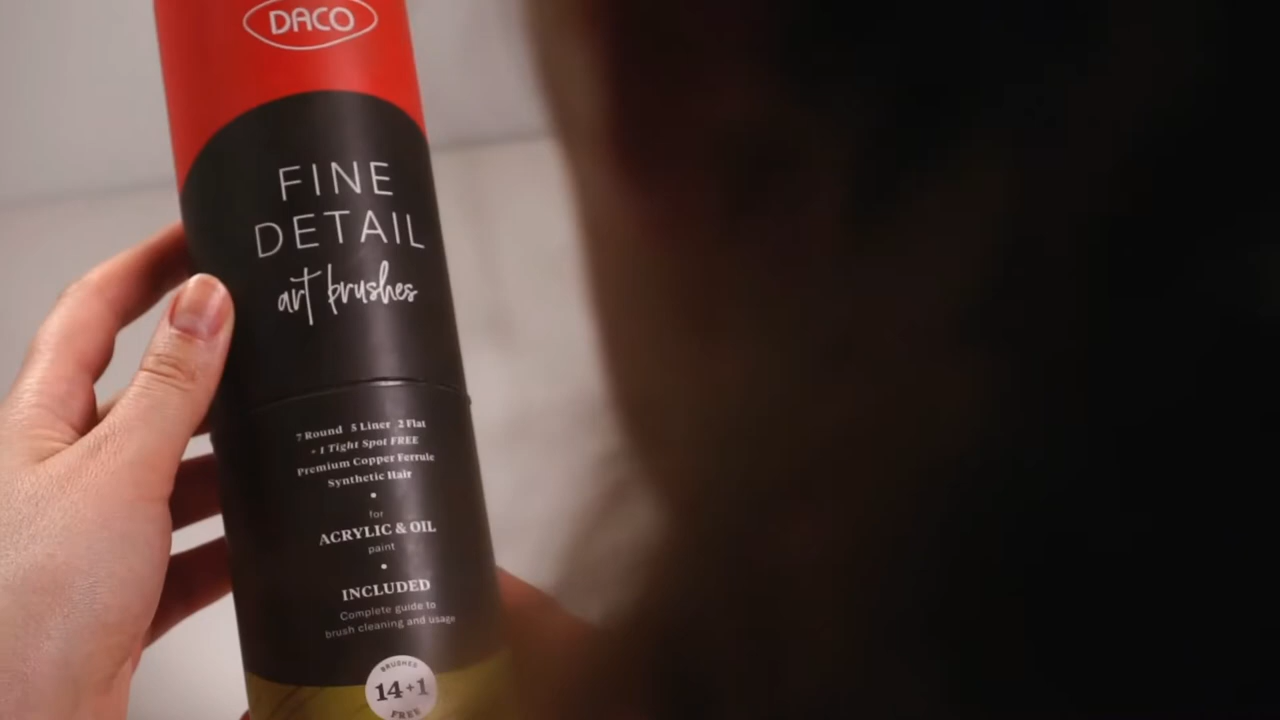 DACO
FINE
DETAIL
art brushes
7 Round 5 Liner 2 Flat
+ 1 Tight Spot FREE
Premium Copper Ferrule
Synthetic Hair
for
ACRYLIC & OIL
paint
INCLUDED
Complete guide to
brush cleaning and usage
BRUSHES
14+1
FREE